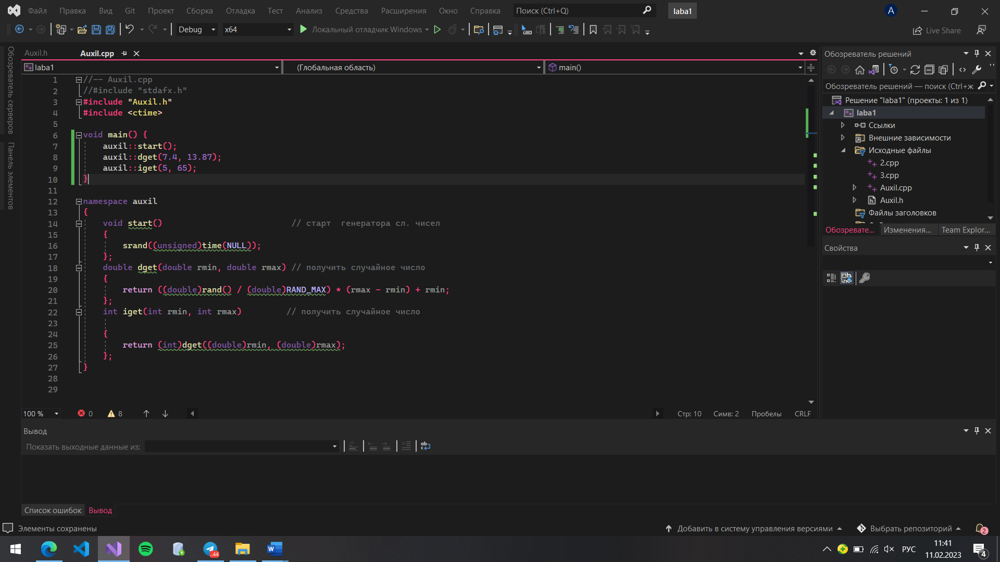 Файл Правка Вид Git Проект Сборка Отладка Тест Анализ Средства Расширения Окно Справка Поиск (Ctrl+Q) laba1 A
Debug x64 Локальный отладчик Windows Live Share
Обозреватель серверов
Панель элементов
Auxil.h Auxil.cpp
laba1 (Глобальная область) main()
1 //-- Auxil.cpp
2 //#include "stdafx.h"
3 #include "Auxil.h"
4 #include <ctime>
5
6 void main() {
7 auxil::start();
8 auxil::dget(7.4, 13.87);
9 auxil::iget(5, 65);
10 }
11
12 namespace auxil
13 {
14 void start() // старт  генератора сл. чисел
15 {
16 srand((unsigned)time(NULL));
17 };
18 double dget(double rmin, double rmax) // получить случайное число
19 {
20 return ((double)rand() / (double)RAND_MAX) * (rmax - rmin) + rmin;
21 };
22 int iget(int rmin, int rmax) // получить случайное число
23
24 {
25 return (int)dget((double)rmin, (double)rmax);
26 };
27 }
28
29
100 % 0 8 Стр: 10 Симв: 2 Пробелы CRLF
Обозреватель решений
Обозреватель решений — поиск (Ctrl+ж
Решение "laba1" (проекты: 1 из 1)
laba1
Ссылки
Внешние зависимости
Исходные файлы
2.cpp
3.cpp
Auxil.cpp
Auxil.h
Файлы заголовков
Обозревате... Изменения... Team Explor...
Свойства
Вывод
Показать выходные данные из:
Список ошибок Вывод
Элементы сохранены Добавить в систему управления версиями Выбрать репозиторий 2
..44 РУС 11:41
11.02.2023 4